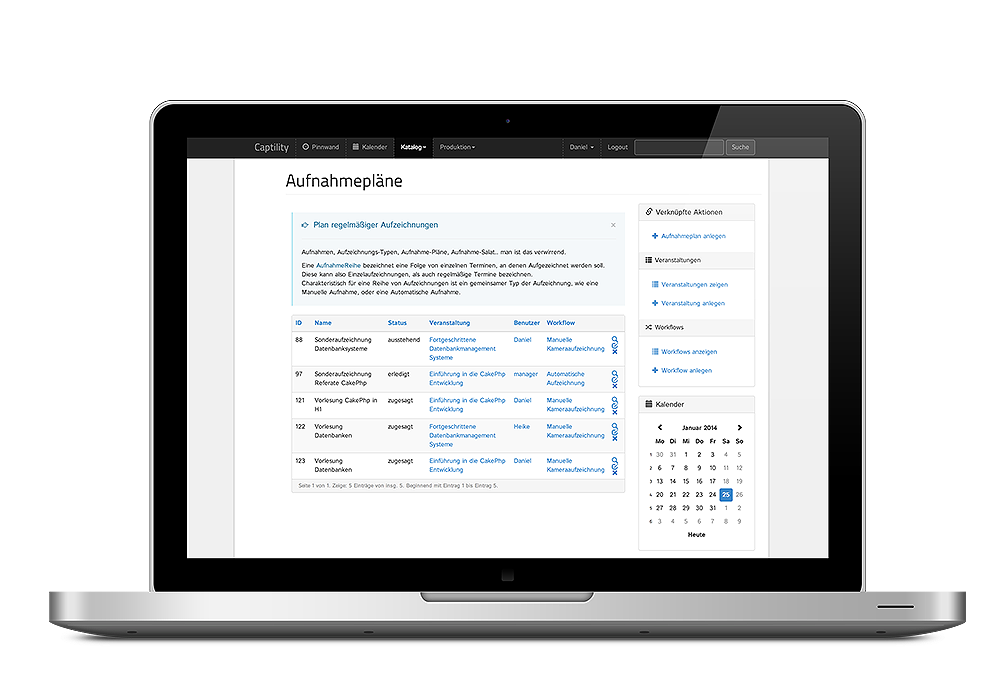 Captility Pinnwand Kalender Katalog Produktion Daniel Logout Suche
Aufnahmepläne
Plan regelmäßiger Aufzeichnungen ×
Aufnahmen, Aufzeichnungs-Typen, Aufnahme-Pläne, Aufnahme-Salat... man ist das verwirrend.
Eine AufnahmeReihe bezeichnet eine Folge von einzelnen Terminen, an denen Aufgezeichnet werden soll.
Diese kann also Einzelaufzeichnungen, als auch regelmäßige Termine bezeichnen.
Charakteristisch für eine Reihe von Aufzeichnungen ist ein gemeinsamer Typ der Aufzeichnung, wie eine
Manuelle Aufnahme, oder eine Automatische Aufnahme.
ID Name Status Veranstaltung Benutzer Workflow
88 Sonderaufzeichnung ausstehend Fortgeschrittene Daniel Manuelle
Datenbanksysteme Datenbankmanagement Kameraaufzeichnung
Systeme
97 Sonderaufzeichnung erledigt Einführung in die CakePhp manager Automatische
Referate CakePhp Entwicklung Aufzeichnung
121 Vorlesung CakePhp in zugesagt Einführung in die CakePhp Daniel Manuelle
H1 Entwicklung Kameraaufzeichnung
122 Vorlesung zugesagt Fortgeschrittene Heike Manuelle
Datenbanken Datenbankmanagement Kameraaufzeichnung
Systeme
123 Vorlesung zugesagt Einführung in die CakePhp Daniel Manuelle
Datenbanken Entwicklung Kameraaufzeichnung
Seite 1 von 1. Zeige: 5 Einträge von insg. 5. Beginnend mit Eintrag 1 bis Eintrag 5.
Verknüpfte Aktionen
Aufnahmeplan anlegen
Veranstaltungen
Veranstaltungen zeigen
Veranstaltung anlegen
Workflows
Workflows anzeigen
Workflow anlegen
Kalender
Januar 2014
Mo Di Mi Do Fr Sa So
1 30 31 1 2 3 4 5
2 6 7 8 9 10 11 12
3 13 14 15 16 17 18 19
4 20 21 22 23 24 25 26
5 27 28 29 30 31 1 2
6 3 4 5 6 7 8 9
Heute